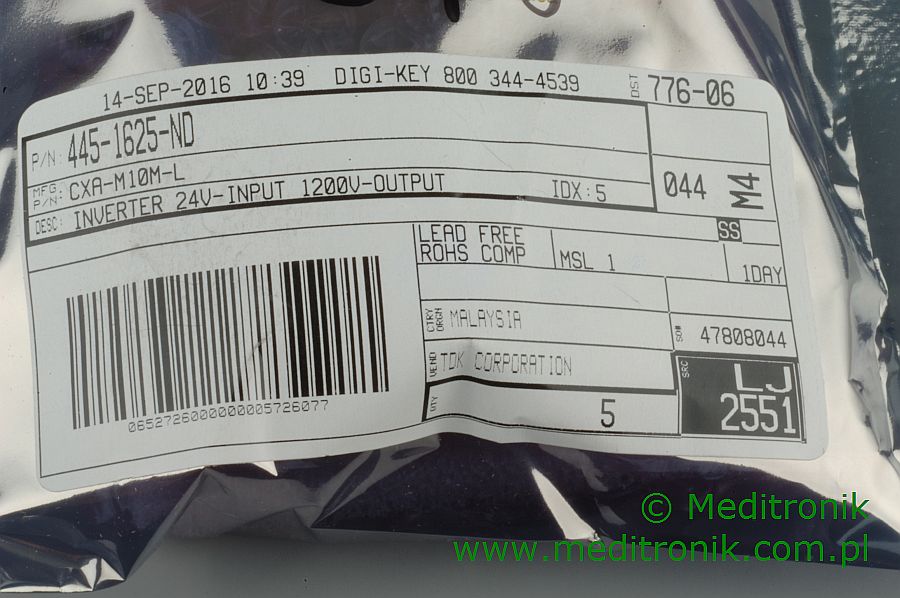 14-SEP-2016 10:39 DIGI-KEY 800 344-4539 DST 776-06
P/N: 445-1625-ND
MFG. P/N: CXA-M10M-L
DESC: INVERTER 24V-INPUT 1200V-OUTPUT IDX: 5
044 M4
SS
LEAD FREE
ROHS COMP
MSL 1
1DAY
CTRY ORGN MALAYSIA
SO# 47808044
VEND TDK CORPORATION
SRC LJ
2551
QTY 5
0652726000000005726077
© Meditronik
www.meditronik.com.pl